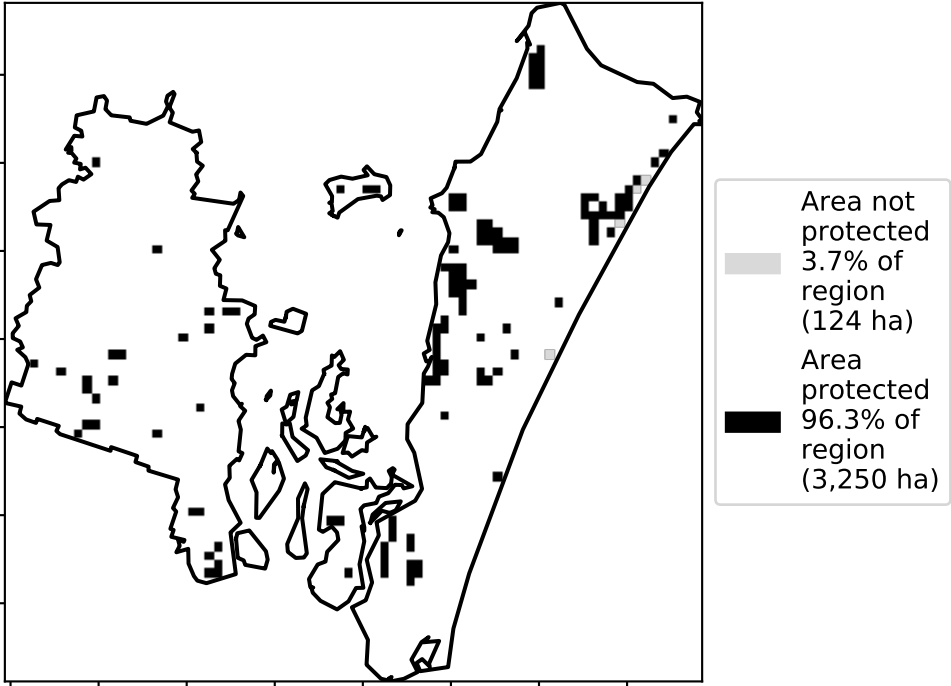 Area not
protected
3.7% of
region
(124 ha)
Area
protected
96.3% of
region
(3,250 ha)